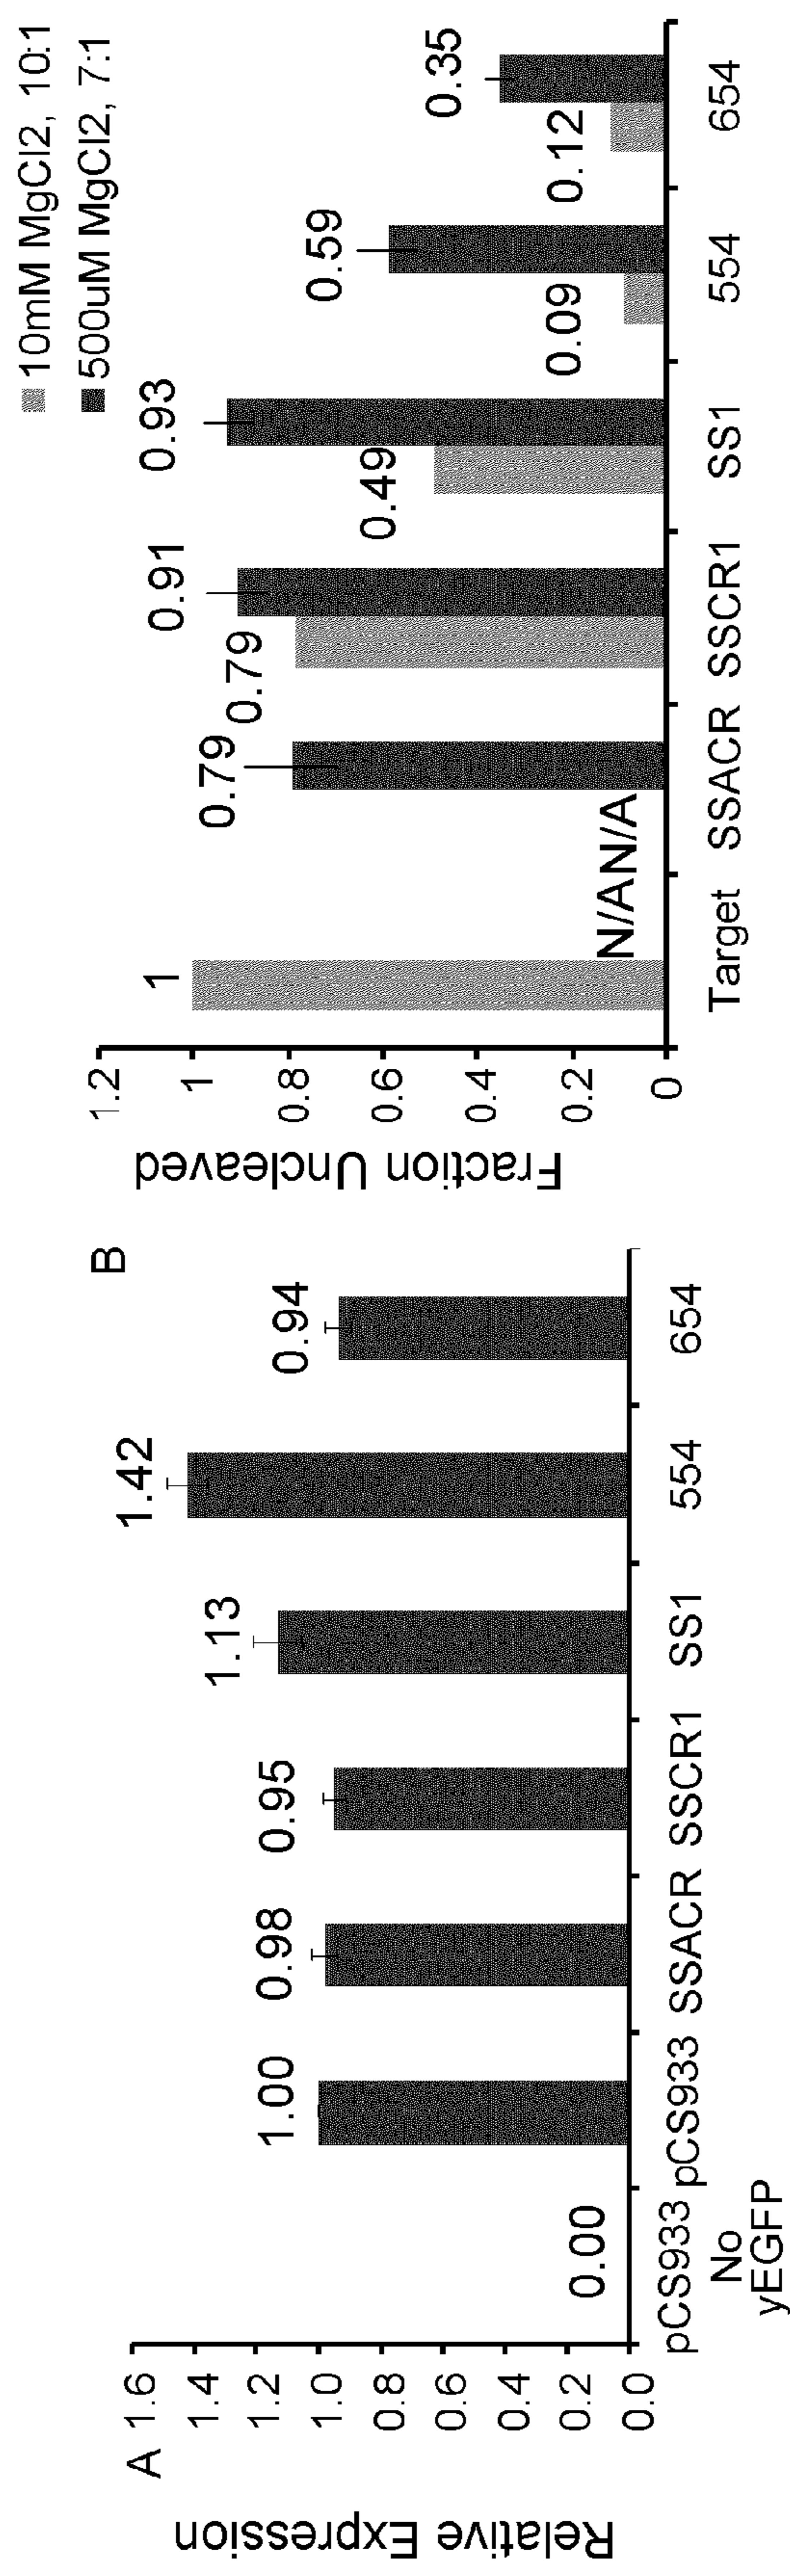 A
Relative Expression
1.6
1.4
1.2
1.0
0.8
0.6
0.4
0.2
0.0
0.00
1.00
0.98
0.95
1.13
1.42
0.94
pCS933
No
yEGFP
pCS933
SSACR
SSCR1
SS1
554
654
B
10mM MgCl2, 10:1
500uM MgCl2, 7:1
Fraction Uncleaved
1.2
1
0.8
0.6
0.4
0.2
0
1
N/AN/A
0.79
0.79
0.91
0.49
0.93
0.09
0.59
0.12
0.35
Target
SSACR
SSCR1
SS1
554
654